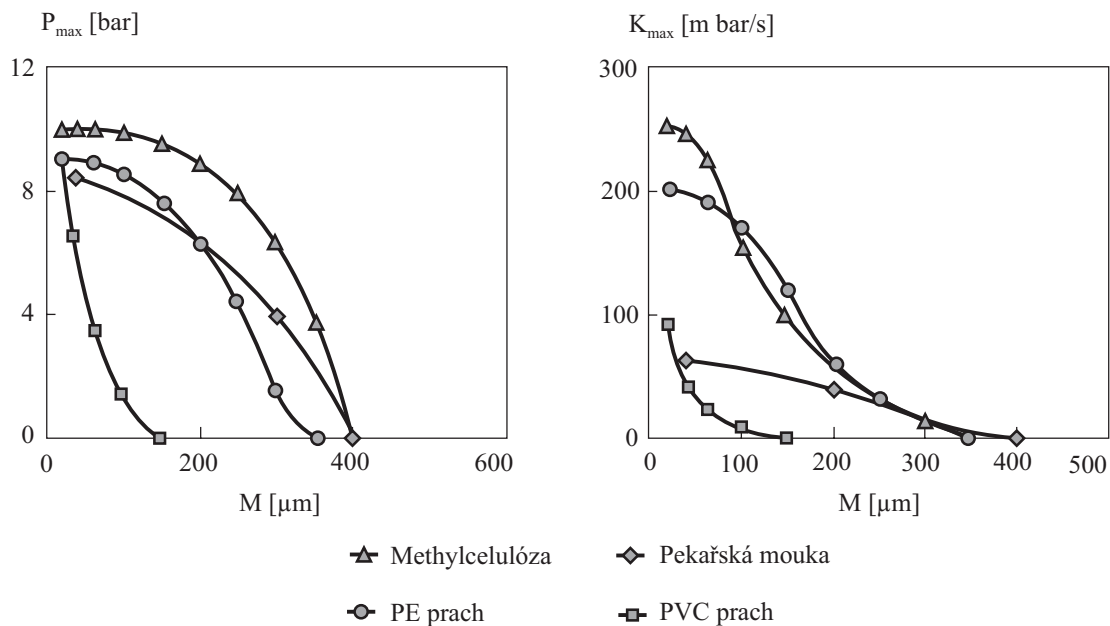 P_max [bar]
12
8
4
0
0 200 400 600
M [µm]
K_max [m bar/s]
300
200
100
0
0 100 200 300 400 500
M [µm]
Methylcelulóza
Pekařská mouka
PE prach
PVC prach